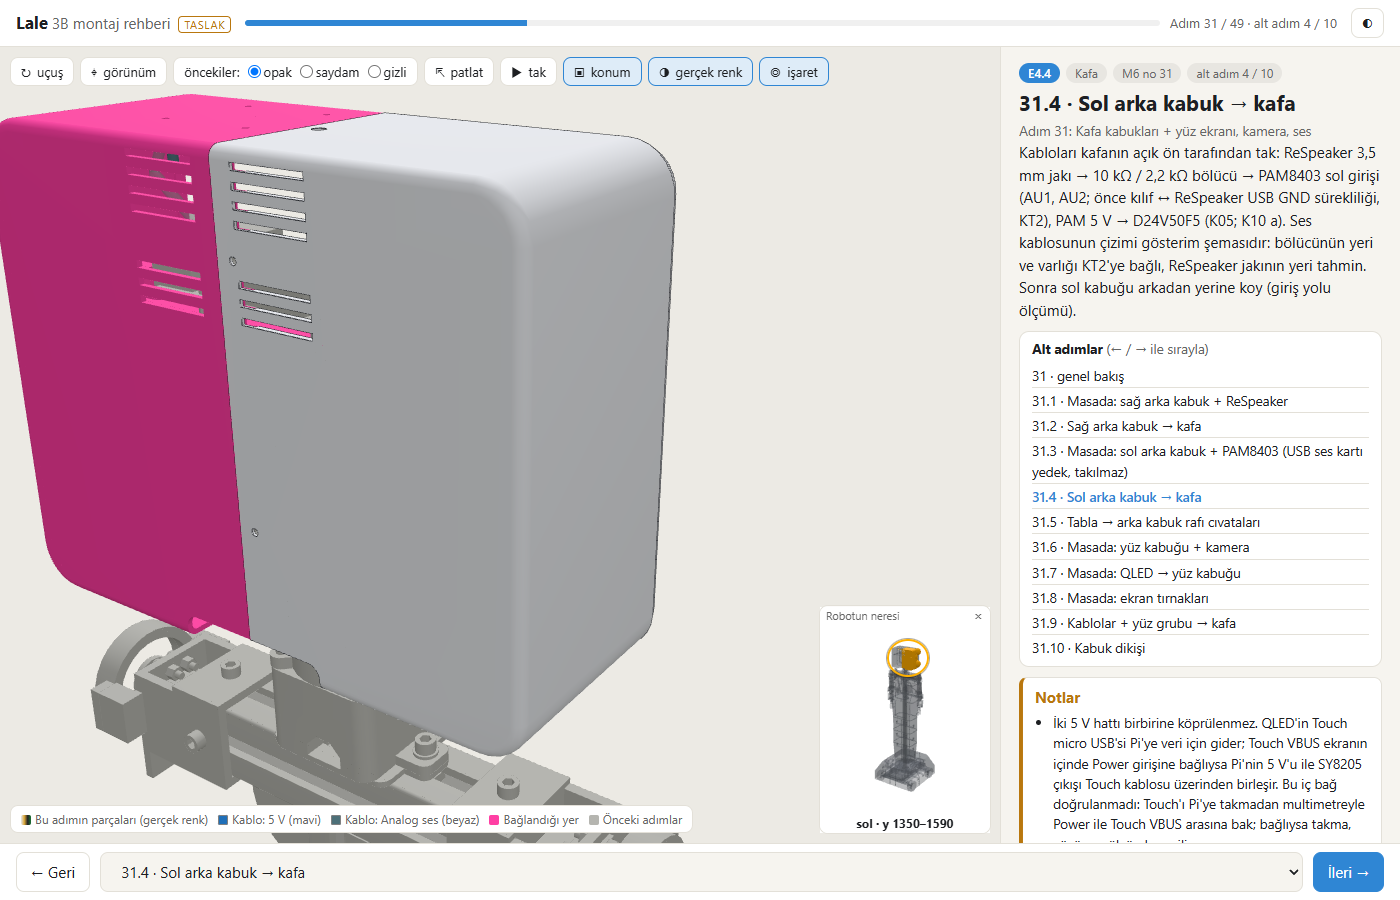 Lale 3B montaj rehberi TASLAK
Adım 31 / 49 · alt adım 4 / 10
↻ uçuş
⌖ görünüm
öncekiler: opak saydam gizli
⇱ patlat
▶ tak
▣ konum
◑ gerçek renk
◎ işaret
E4.4 Kafa M6 no 31 alt adım 4 / 10
31.4 · Sol arka kabuk → kafa
Adım 31: Kafa kabukları + yüz ekranı, kamera, ses
Kabloları kafanın açık ön tarafından tak: ReSpeaker 3,5
mm jakı → 10 kΩ / 2,2 kΩ bölücü → PAM8403 sol girişi
(AU1, AU2; önce kılıf ↔ ReSpeaker USB GND sürekliliği,
KT2), PAM 5 V → D24V50F5 (K05; K10 a). Ses
kablosunun çizimi gösterim şemasıdır: bölücünün yeri
ve varlığı KT2'ye bağlı, ReSpeaker jakının yeri tahmin.
Sonra sol kabuğu arkadan yerine koy (giriş yolu
ölçümü).
Alt adımlar (← / → ile sırayla)
31 · genel bakış
31.1 · Masada: sağ arka kabuk + ReSpeaker
31.2 · Sağ arka kabuk → kafa
31.3 · Masada: sol arka kabuk + PAM8403 (USB ses kartı
yedek, takılmaz)
31.4 · Sol arka kabuk → kafa
31.5 · Tabla → arka kabuk rafı cıvataları
31.6 · Masada: yüz kabuğu + kamera
31.7 · Masada: QLED → yüz kabuğu
31.8 · Masada: ekran tırnakları
31.9 · Kablolar + yüz grubu → kafa
31.10 · Kabuk dikişi
Notlar
• İki 5 V hattı birbirine köprülenmez. QLED'in Touch
micro USB'si Pi'ye veri için gider; Touch VBUS ekranın
içinde Power girişine bağlıysa Pi'nin 5 V'u ile SY8205
çıkışı Touch kablosu üzerinden birleşir. Bu iç bağ
doğrulanmadı: Touch'ı Pi'ye takmadan multimetreyle
Power ile Touch VBUS arasına bak; bağlıysa takma,
Robotun neresi ×
sol · y 1350–1590
Bu adımın parçaları (gerçek renk) Kablo: 5 V (mavi) Kablo: Analog ses (beyaz) Bağlandığı yer Önceki adımlar
← Geri
31.4 · Sol arka kabuk → kafa
İleri →